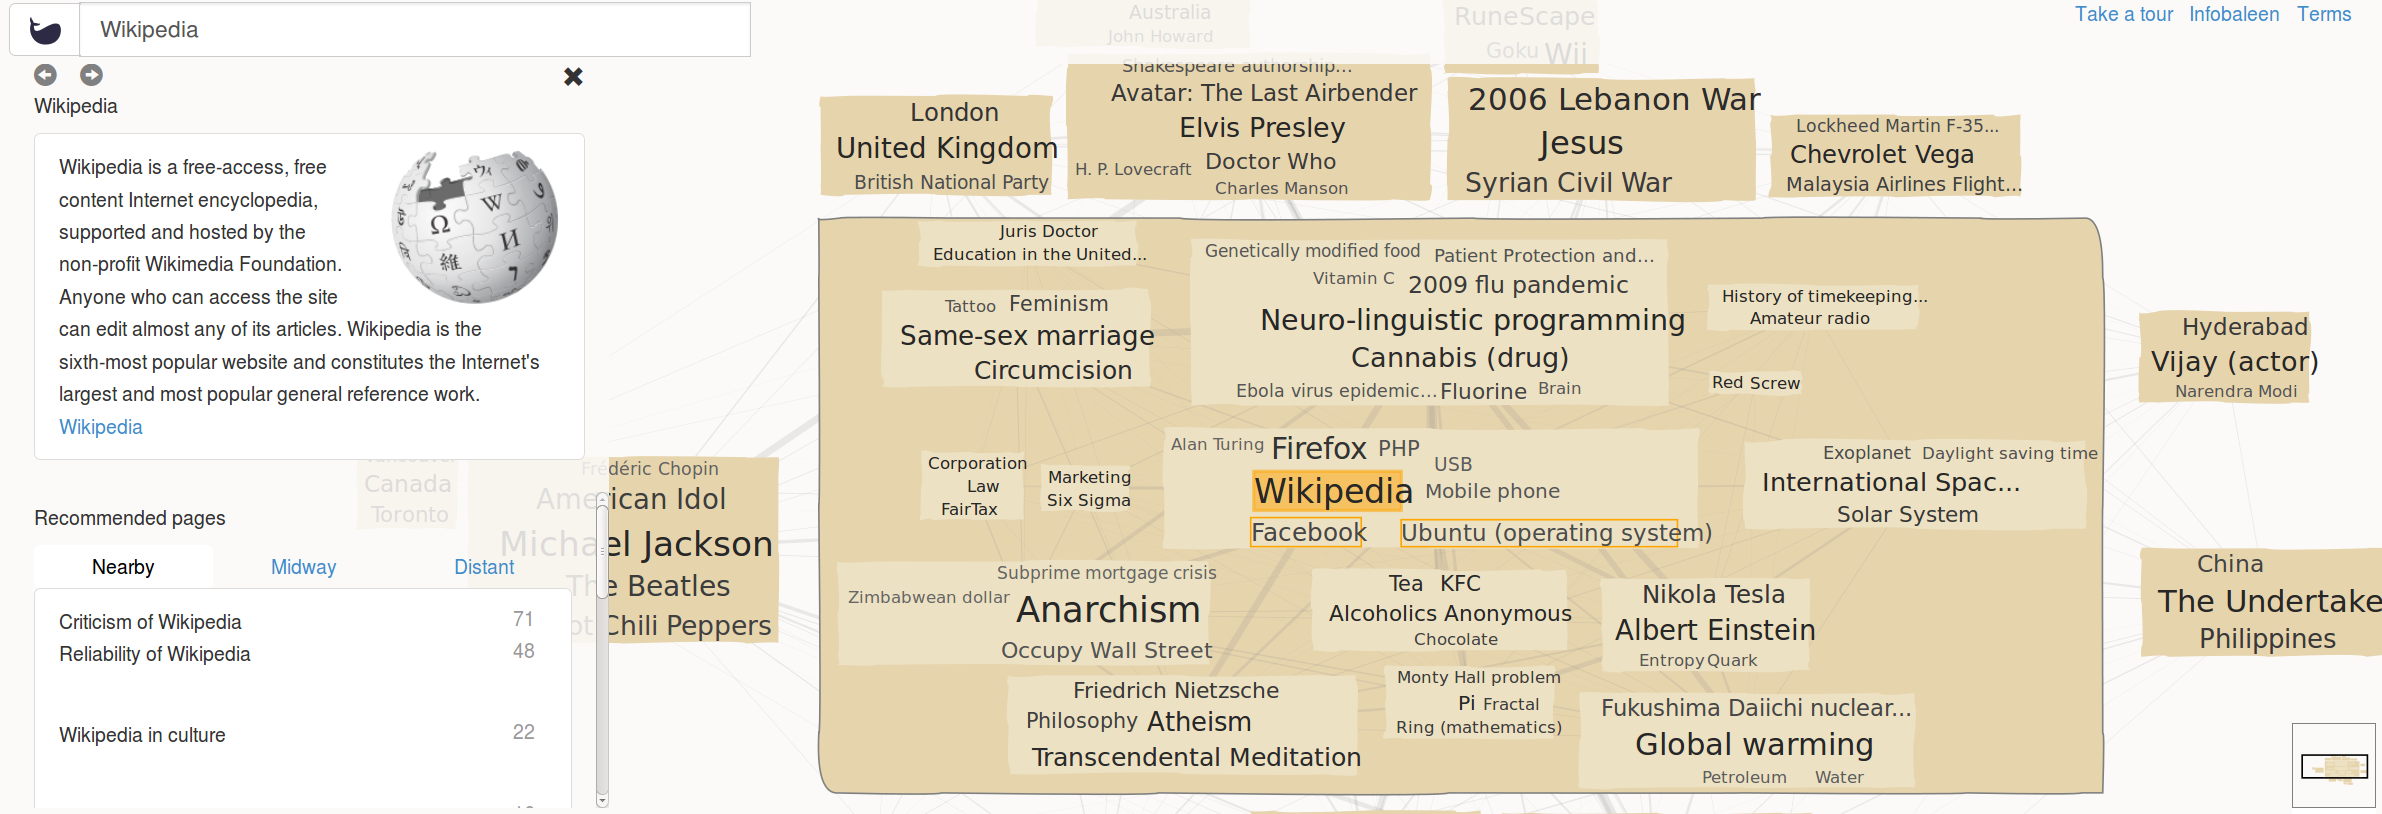 Wikipedia
Take a tour Infobaleen Terms
Wikipedia
Wikipedia is a free-access, free
content Internet encyclopedia,
supported and hosted by the
non-profit Wikimedia Foundation.
Anyone who can access the site
can edit almost any of its articles. Wikipedia is the
sixth-most popular website and constitutes the Internet's
largest and most popular general reference work.
Wikipedia
Ω W И
維 7
Recommended pages
Nearby Midway Distant
Criticism of Wikipedia 71
Reliability of Wikipedia 48
Wikipedia in culture 22
Vancouver
Canada
Toronto
Frédéric Chopin
American Idol
Michael Jackson
The Beatles
Chili Peppers
Australia
John Howard
RuneScape
Goku Wii
London
United Kingdom
British National Party
Shakespeare authorship...
Avatar: The Last Airbender
Elvis Presley
H. P. Lovecraft Doctor Who
Charles Manson
2006 Lebanon War
Jesus
Syrian Civil War
Lockheed Martin F-35...
Chevrolet Vega
Malaysia Airlines Flight...
Juris Doctor
Education in the United...
Tattoo Feminism
Same-sex marriage
Circumcision
Genetically modified food Patient Protection and...
Vitamin C 2009 flu pandemic
Neuro-linguistic programming
Cannabis (drug)
Ebola virus epidemic... Fluorine Brain
History of timekeeping...
Amateur radio
Red Screw
Corporation
Law
FairTax
Marketing
Six Sigma
Alan Turing Firefox PHP
USB
Wikipedia Mobile phone
Facebook Ubuntu (operating system)
Exoplanet Daylight saving time
International Spac...
Solar System
Subprime mortgage crisis
Zimbabwean dollar Anarchism
Occupy Wall Street
Tea KFC
Alcoholics Anonymous
Chocolate
Nikola Tesla
Albert Einstein
Entropy Quark
Friedrich Nietzsche
Philosophy Atheism
Transcendental Meditation
Monty Hall problem
Pi Fractal
Ring (mathematics)
Fukushima Daiichi nuclear...
Global warming
Petroleum Water
Hyderabad
Vijay (actor)
Narendra Modi
China
The Undertake
Philippines